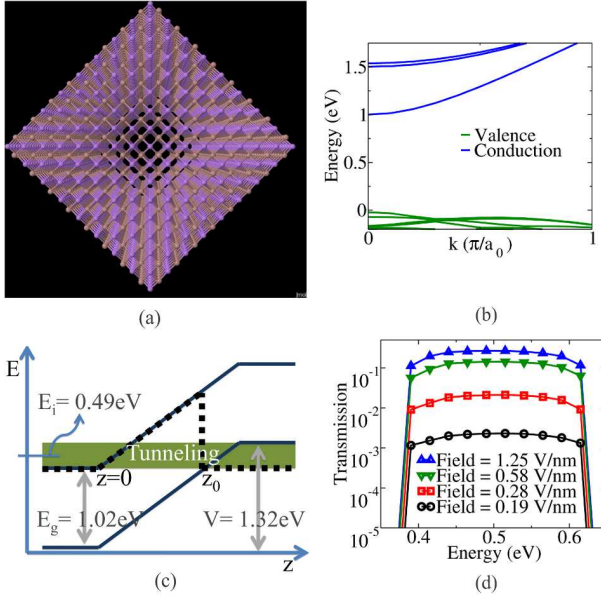 (a)
jmol
Energy (eV)
1.5
1
0.5
0
Valence
Conduction
0
1
k (π/a0)
(b)
E
Ei= 0.49eV
Tunneling
z=0
z0
Eg= 1.02eV
V= 1.32eV
z
(c)
Transmission
10-1
10-2
10-3
10-4
10-5
Field = 1.25 V/nm
Field = 0.58 V/nm
Field = 0.28 V/nm
Field = 0.19 V/nm
0.4
0.5
0.6
Energy (eV)
(d)